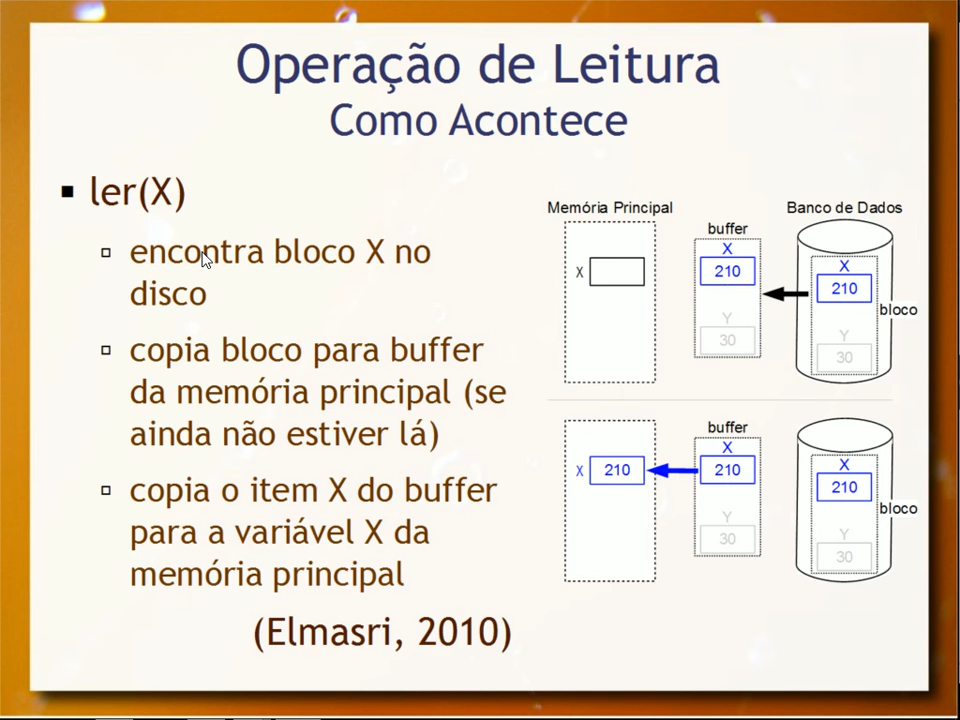 Operação de Leitura
Como Acontece
ler(X)
encontra bloco X no
disco
copia bloco para buffer
da memória principal (se
ainda não estiver lá)
copia o item X do buffer
para a variável X da
memória principal
(Elmasri, 2010)
Memória Principal
Banco de Dados
buffer
X
X
210
X
210
bloco
Y
30
Y
30
buffer
X
X
210
210
X
210
bloco
Y
30
Y
30